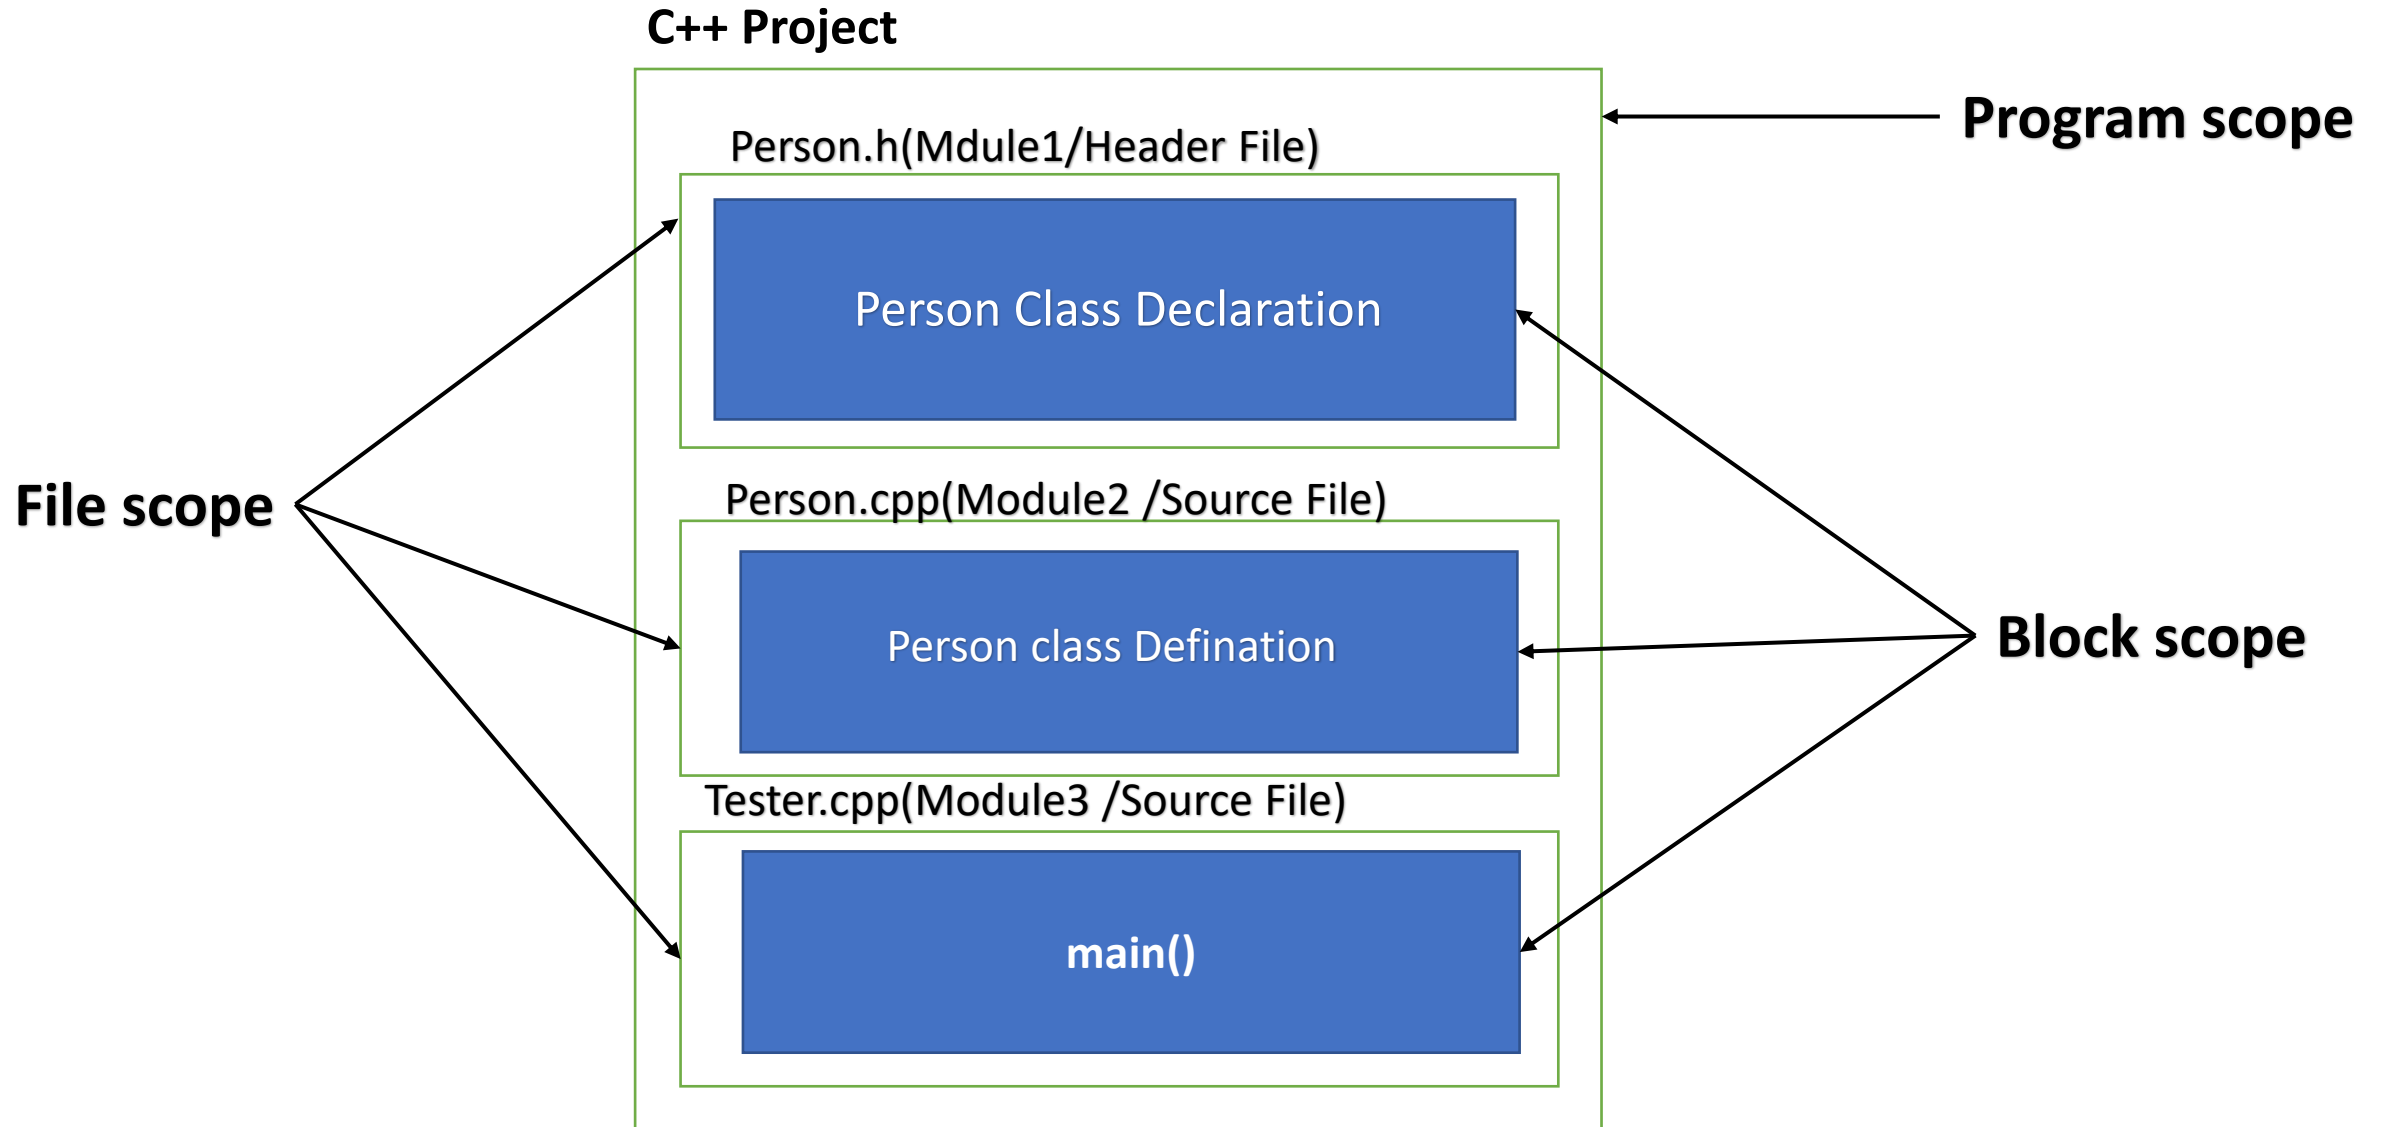 C++ Project
Program scope
Person.h(Mdule1/Header File)
Person Class Declaration
File scope
Person.cpp(Module2 /Source File)
Person class Defination
Block scope
Tester.cpp(Module3 /Source File)
main()